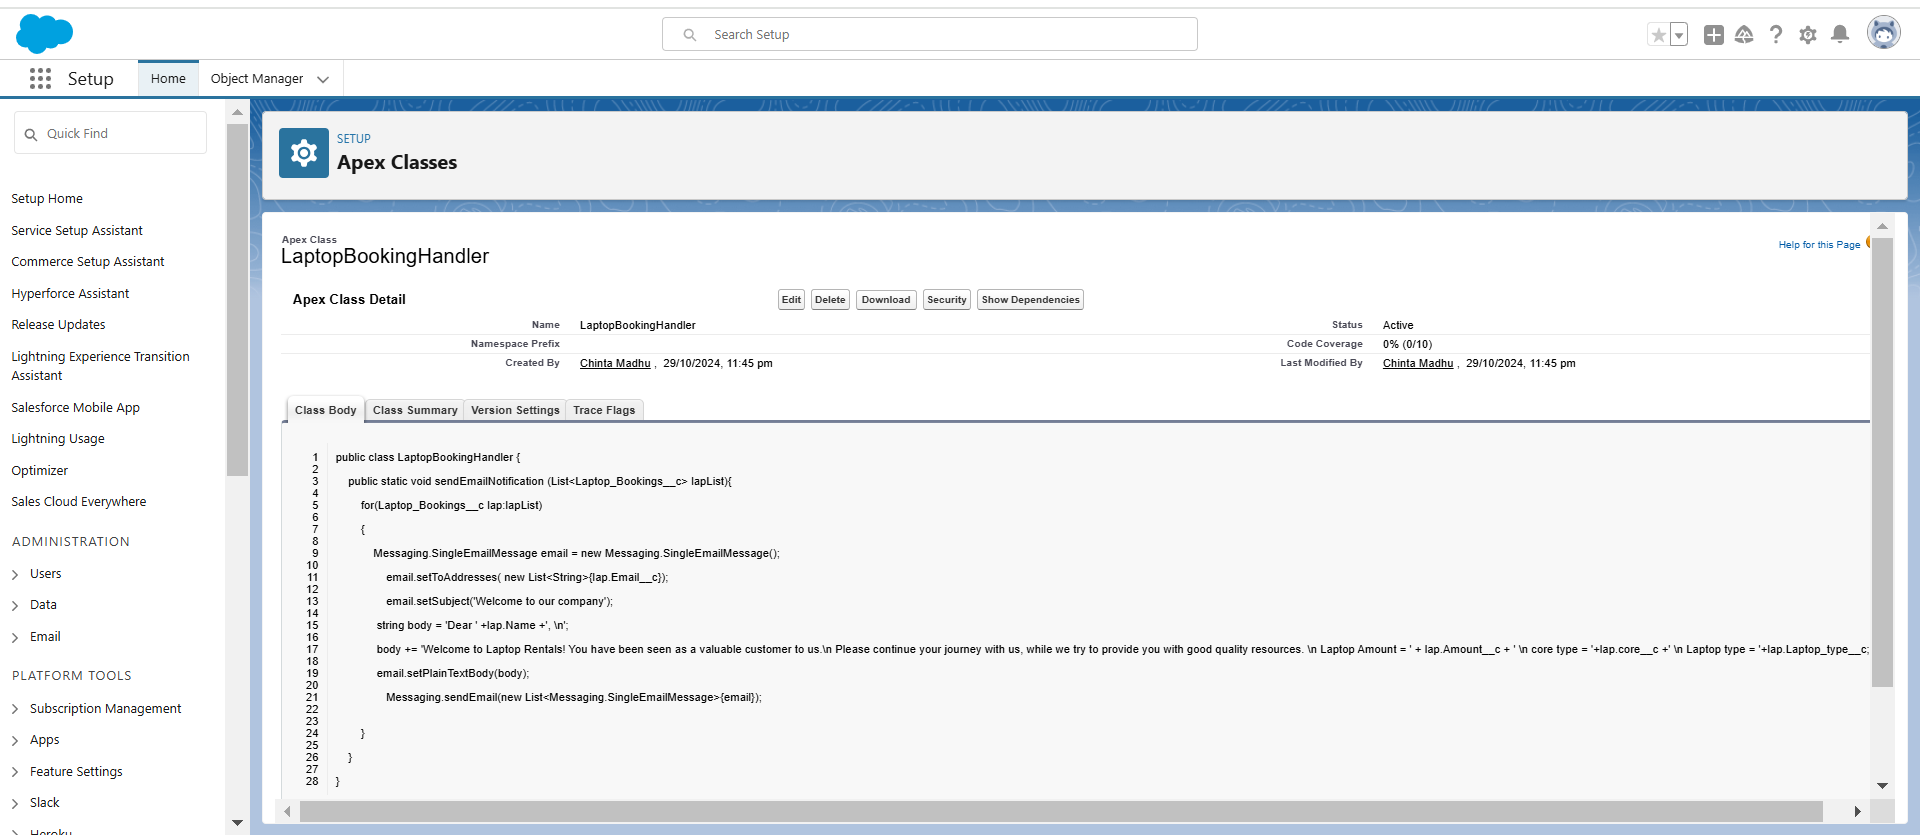 Search Setup
Setup
Home
Object Manager
Quick Find
Setup Home
Service Setup Assistant
Commerce Setup Assistant
Hyperforce Assistant
Release Updates
Lightning Experience Transition
Assistant
Salesforce Mobile App
Lightning Usage
Optimizer
Sales Cloud Everywhere
ADMINISTRATION
Users
Data
Email
PLATFORM TOOLS
Subscription Management
Apps
Feature Settings
Slack
Heroku
SETUP
Apex Classes
Apex Class
LaptopBookingHandler
Help for this Page
Apex Class Detail
Edit Delete Download Security Show Dependencies
Name LaptopBookingHandler Status Active
Namespace Prefix Code Coverage 0% (0/10)
Created By Chinta Madhu , 29/10/2024, 11:45 pm Last Modified By Chinta Madhu , 29/10/2024, 11:45 pm
Class Body Class Summary Version Settings Trace Flags
1 public class LaptopBookingHandler {
2
3 public static void sendEmailNotification (List<Laptop_Bookings__c> lapList){
4
5 for(Laptop_Bookings__c lap:lapList)
6
7 {
8
9 Messaging.SingleEmailMessage email = new Messaging.SingleEmailMessage();
10
11 email.setToAddresses( new List<String>{lap.Email__c});
12
13 email.setSubject('Welcome to our company');
14
15 string body = 'Dear ' +lap.Name +', \n';
16
17 body += 'Welcome to Laptop Rentals! You have been seen as a valuable customer to us.\n Please continue your journey with us, while we try to provide you with good quality resources. \n Laptop Amount = ' + lap.Amount__c + ' \n core type = '+lap.core__c +' \n Laptop type = '+lap.Laptop_type__c;
18
19 email.setPlainTextBody(body);
20
21 Messaging.sendEmail(new List<Messaging.SingleEmailMessage>{email});
22
23
24 }
25
26 }
27
28 }